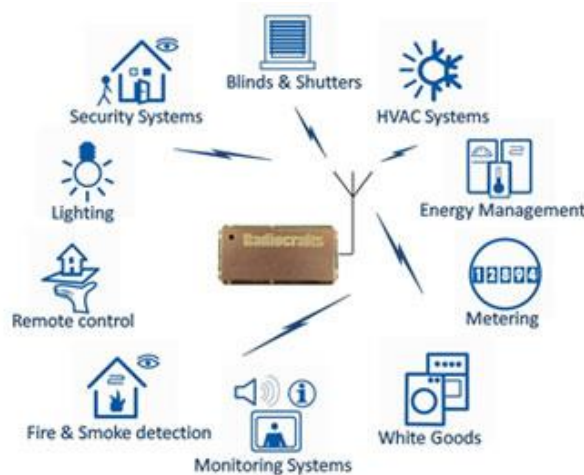 Blinds & Shutters
Security Systems
HVAC Systems
Lighting
Energy Management
Radiocrafts
Remote control
12894
Metering
Fire & Smoke detection
White Goods
Monitoring Systems